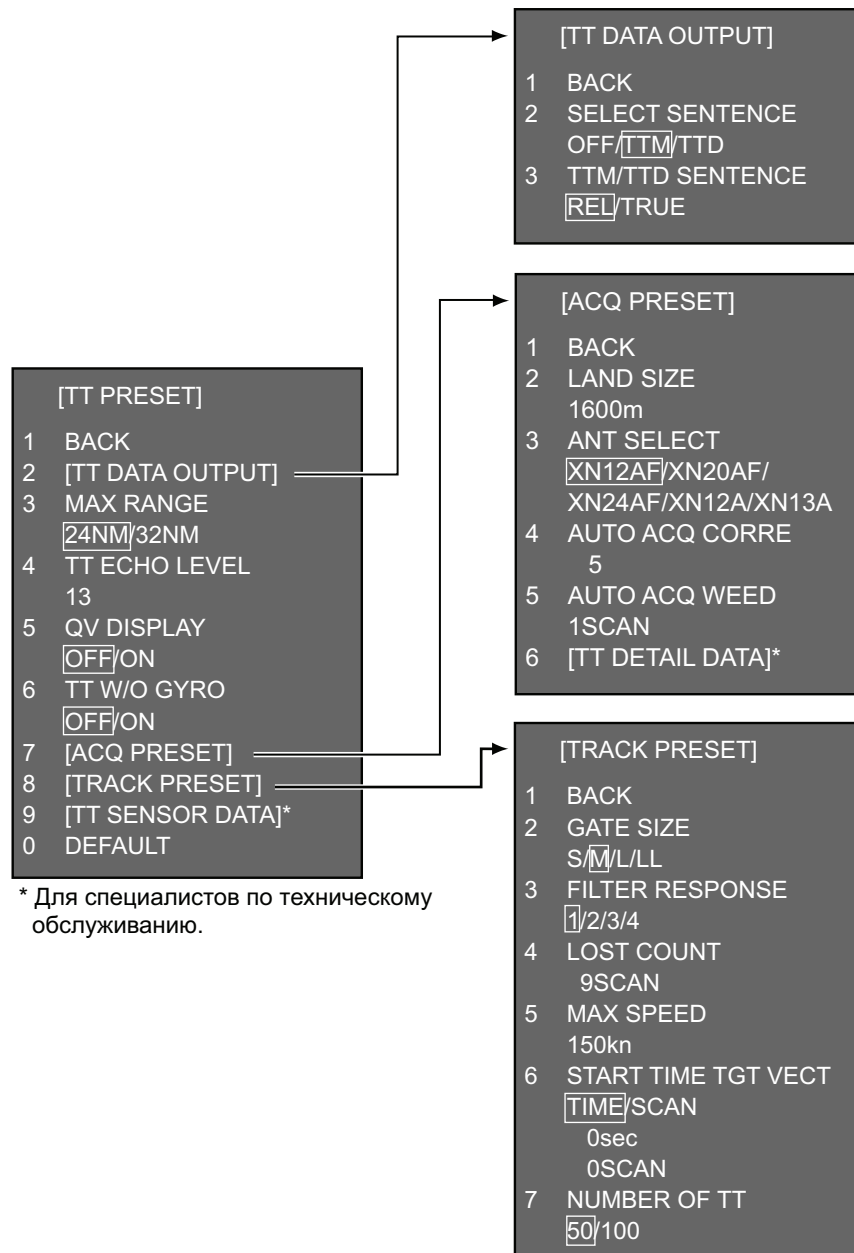 [TT DATA OUTPUT]
1 BACK
2 SELECT SENTENCE
OFF/TTM/TTD
3 TTM/TTD SENTENCE
REL/TRUE
[ACQ PRESET]
1 BACK
2 LAND SIZE
1600m
3 ANT SELECT
XN12AF/XN20AF/
XN24AF/XN12A/XN13A
4 AUTO ACQ CORRE
5
5 AUTO ACQ WEED
1SCAN
6 [TT DETAIL DATA]*
[TT PRESET]
1 BACK
2 [TT DATA OUTPUT]
3 MAX RANGE
24NM/32NM
4 TT ECHO LEVEL
13
5 QV DISPLAY
OFF/ON
6 TT W/O GYRO
OFF/ON
7 [ACQ PRESET]
8 [TRACK PRESET]
9 [TT SENSOR DATA]*
0 DEFAULT
* Для специалистов по техническому
обслуживанию.
[TRACK PRESET]
1 BACK
2 GATE SIZE
S/M/L/LL
3 FILTER RESPONSE
1/2/3/4
4 LOST COUNT
9SCAN
5 MAX SPEED
150kn
6 START TIME TGT VECT
TIME/SCAN
0sec
0SCAN
7 NUMBER OF TT
50/100